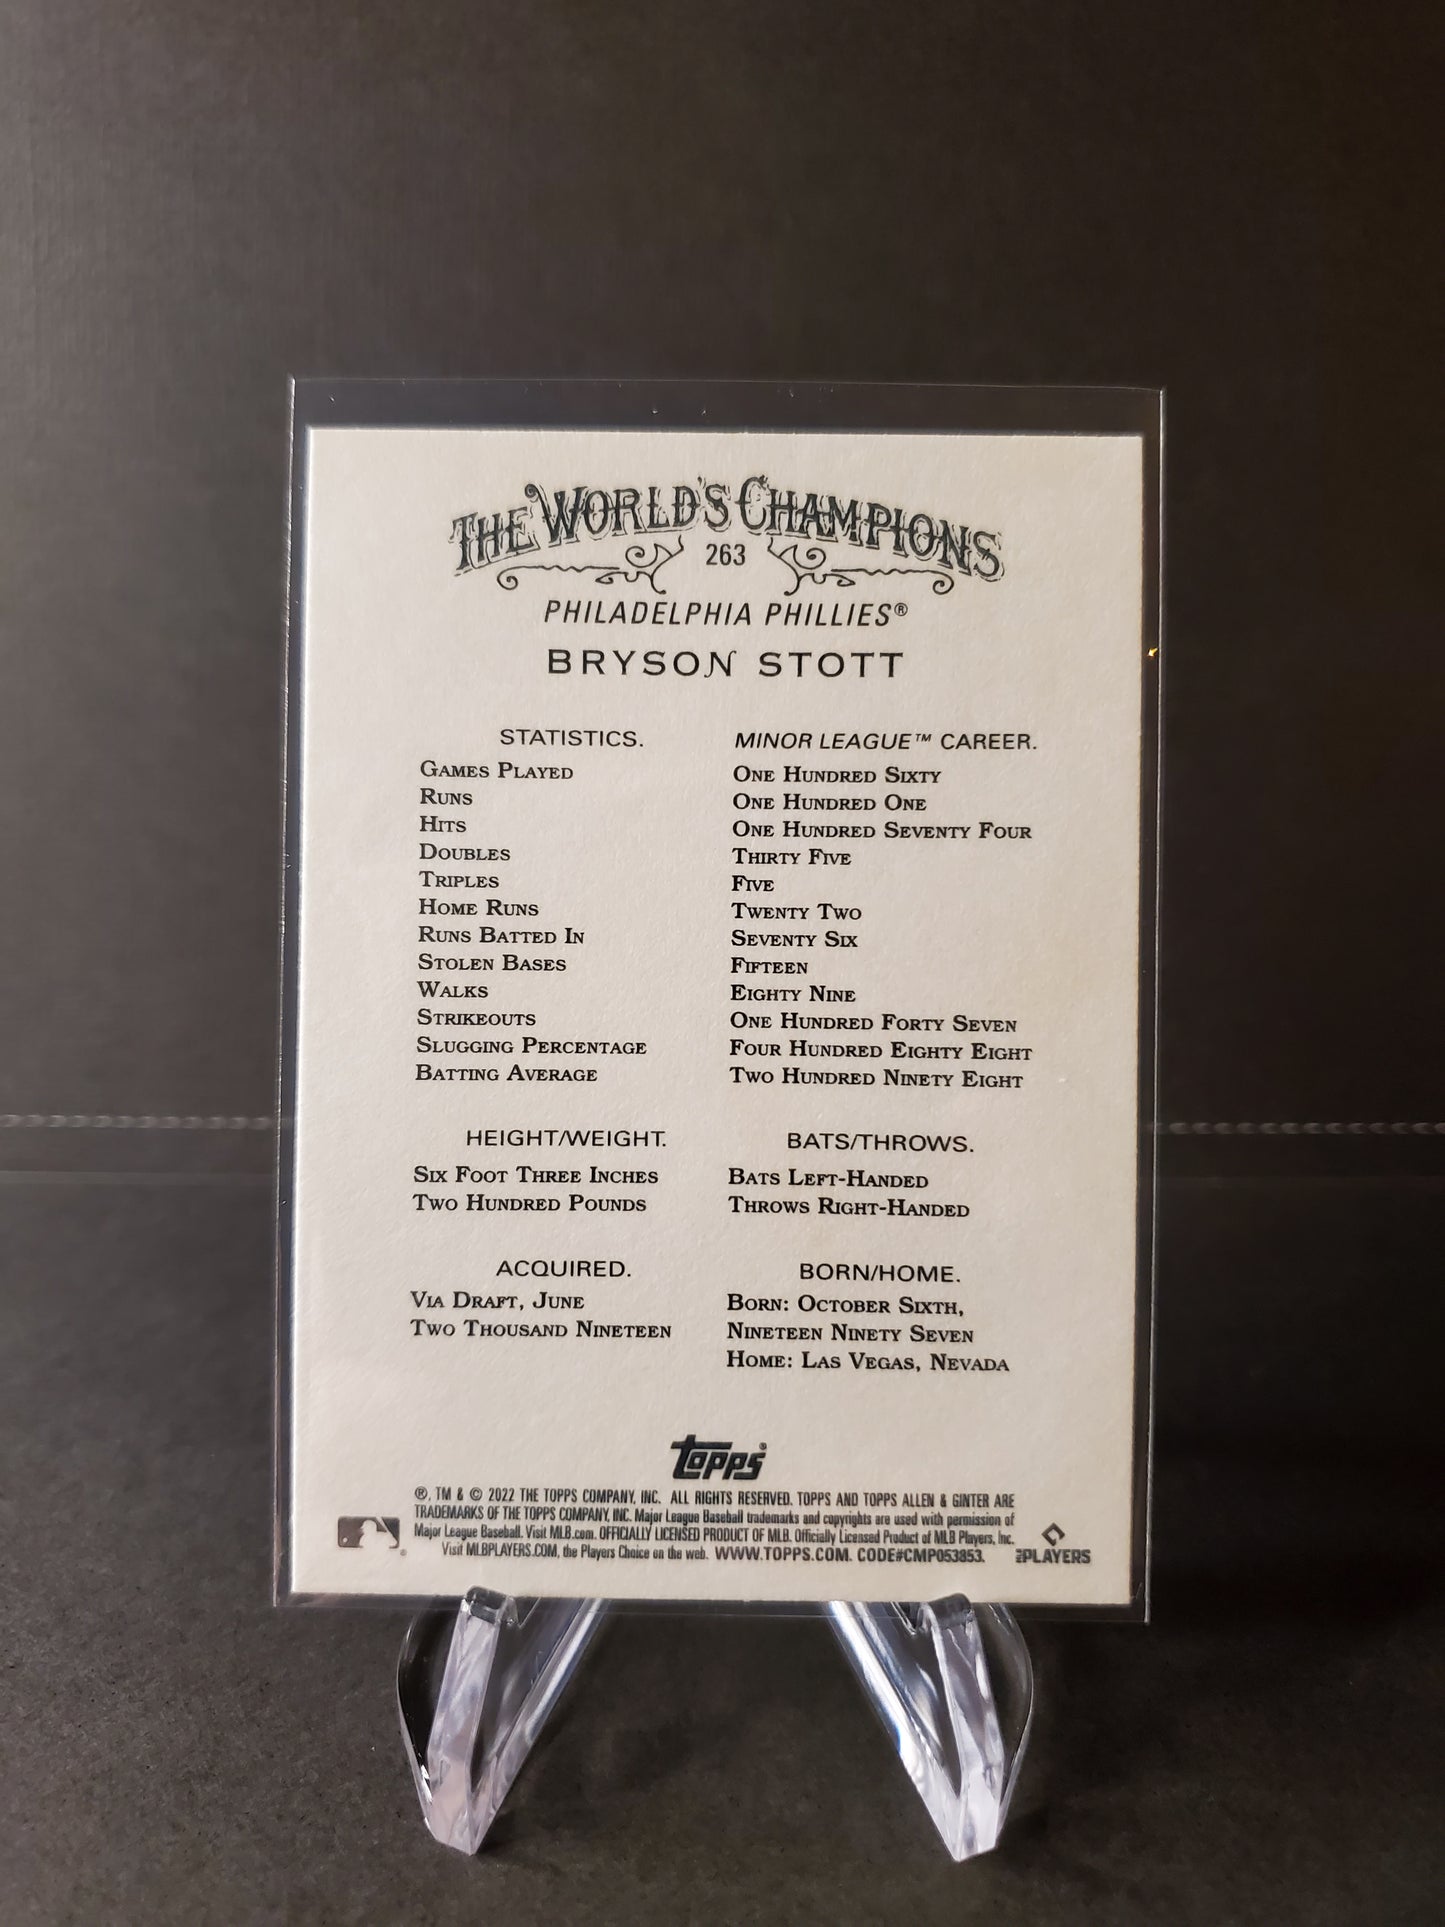 THE WORLD'S CHAMPIONS
263
PHILADELPHIA PHILLIES®
BRYSON STOTT
STATISTICS. MINOR LEAGUE™ CAREER.
GAMES PLAYED ONE HUNDRED SIXTY
RUNS ONE HUNDRED ONE
HITS ONE HUNDRED SEVENTY FOUR
DOUBLES THIRTY FIVE
TRIPLES FIVE
HOME RUNS TWENTY TWO
RUNS BATTED IN SEVENTY SIX
STOLEN BASES FIFTEEN
WALKS EIGHTY NINE
STRIKEOUTS ONE HUNDRED FORTY SEVEN
SLUGGING PERCENTAGE FOUR HUNDRED EIGHTY EIGHT
BATTING AVERAGE TWO HUNDRED NINETY EIGHT
HEIGHT/WEIGHT.
SIX FOOT THREE INCHES
TWO HUNDRED POUNDS
BATS/THROWS.
BATS LEFT-HANDED
THROWS RIGHT-HANDED
ACQUIRED.
VIA DRAFT, JUNE
TWO THOUSAND NINETEEN
BORN/HOME.
BORN: OCTOBER SIXTH,
NINETEEN NINETY SEVEN
HOME: LAS VEGAS, NEVADA
topps®
®, TM & © 2022 THE TOPPS COMPANY, INC. ALL RIGHTS RESERVED. TOPPS AND TOPPS ALLEN & GINTER ARE
TRADEMARKS OF THE TOPPS COMPANY, INC. Major League Baseball trademarks and copyrights are used with permission of
Major League Baseball. Visit MLB.com. OFFICIALLY LICENSED PRODUCT OF MLB. Officially Licensed Product of MLB Players, Inc.
Visit MLBPLAYERS.COM, the Players Choice on the web. WWW.TOPPS.COM. CODE#CMP053853.
PLAYERS